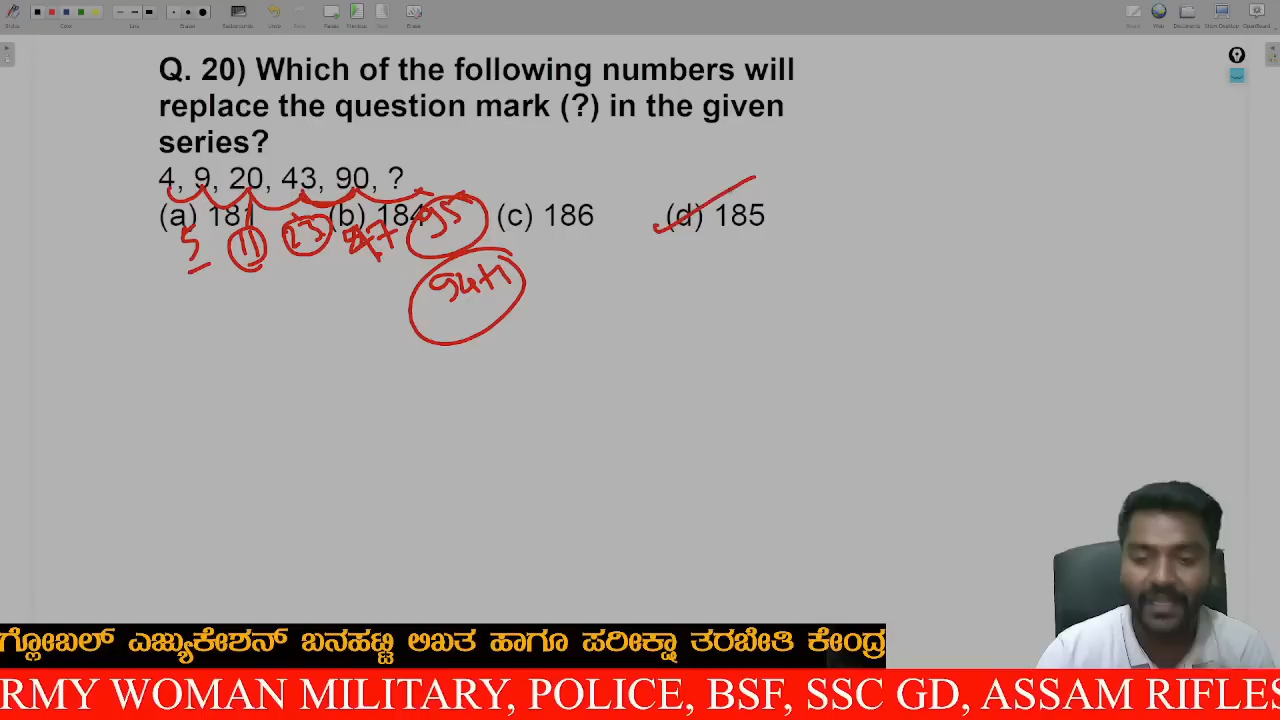 Q. 20) Which of the following numbers will
replace the question mark (?) in the given
series?
4, 9, 20, 43, 90, ?
(a) 181 (b) 184 (c) 186 (d) 185
5 11 23 47 95
94+1
ಗ್ಲೋಬಲ್ ಎಜ್ಯುಕೇಶನ್ ಬನಹಟ್ಟಿ ಲಿಖಿತ ಹಾಗೂ ಪರೀಕ್ಷಾ ತರಬೇತಿ ಕೇಂದ್ರ
RMY WOMAN MILITARY, POLICE, BSF, SSC GD, ASSAM RIFLES